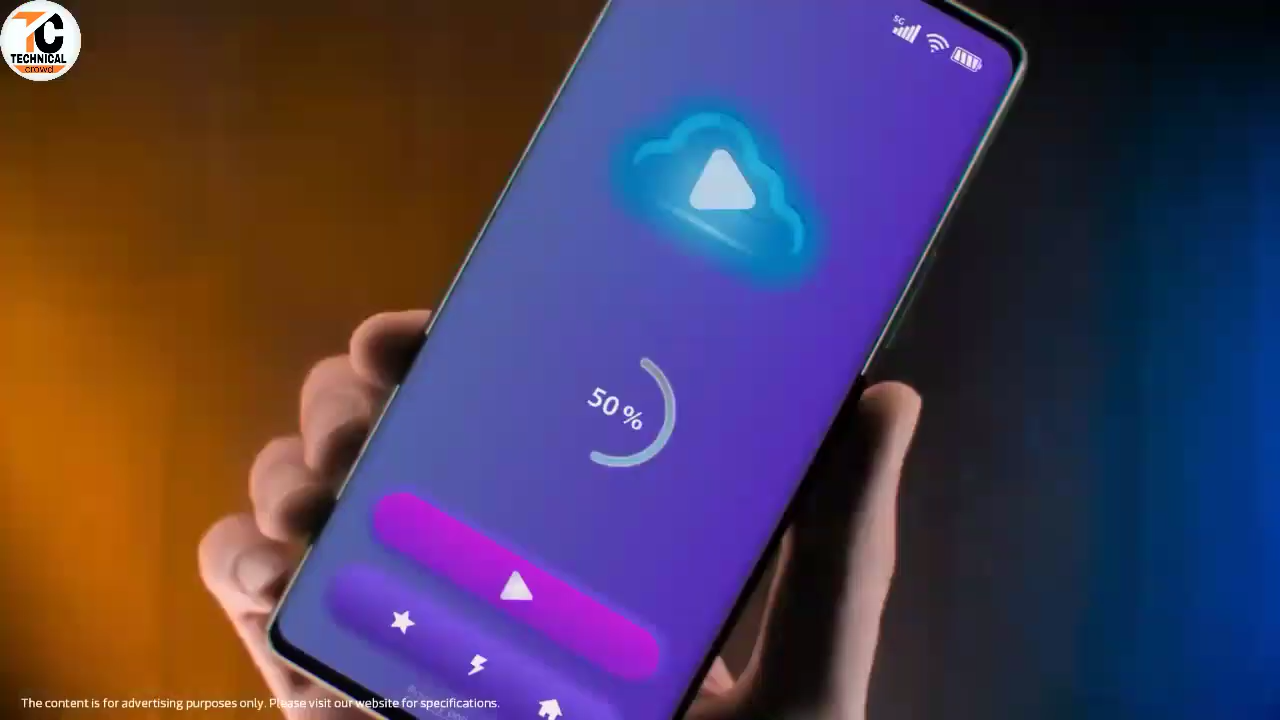 TC
TECHNICAL
crowd
5G
50 %
The content is for advertising purposes only. Please visit our website for specifications.